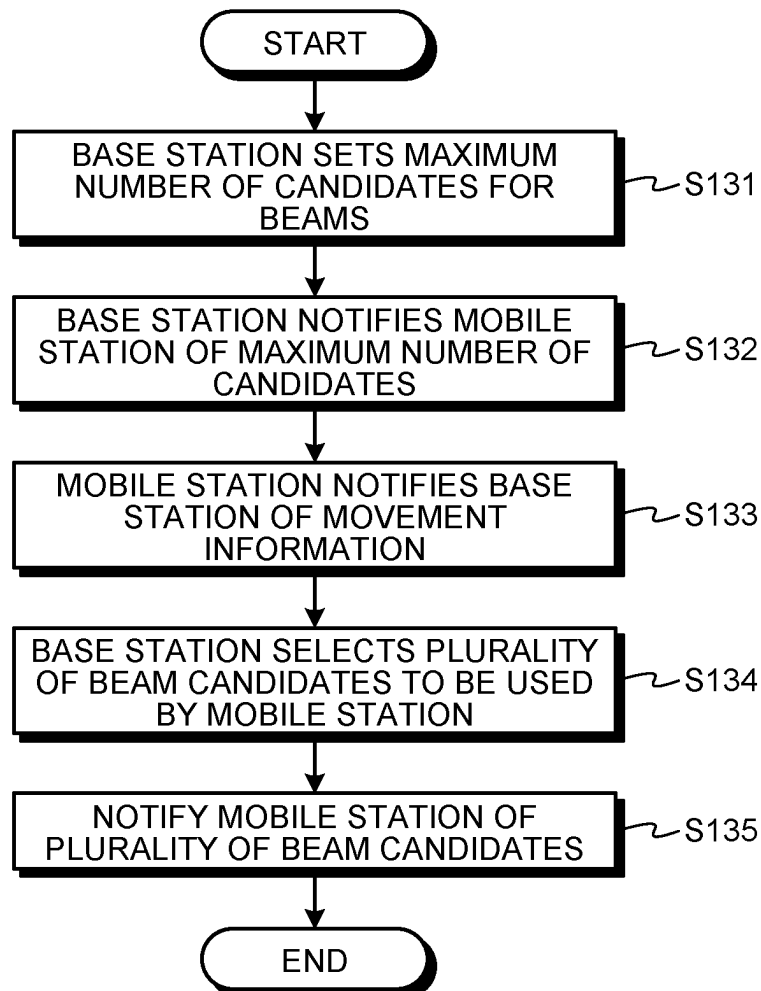 START
BASE STATION SETS MAXIMUM
NUMBER OF CANDIDATES FOR
BEAMS
S131
BASE STATION NOTIFIES MOBILE
STATION OF MAXIMUM NUMBER OF
CANDIDATES
S132
MOBILE STATION NOTIFIES BASE
STATION OF MOVEMENT
INFORMATION
S133
BASE STATION SELECTS PLURALITY
OF BEAM CANDIDATES TO BE USED
BY MOBILE STATION
S134
NOTIFY MOBILE STATION OF
PLURALITY OF BEAM CANDIDATES
S135
END